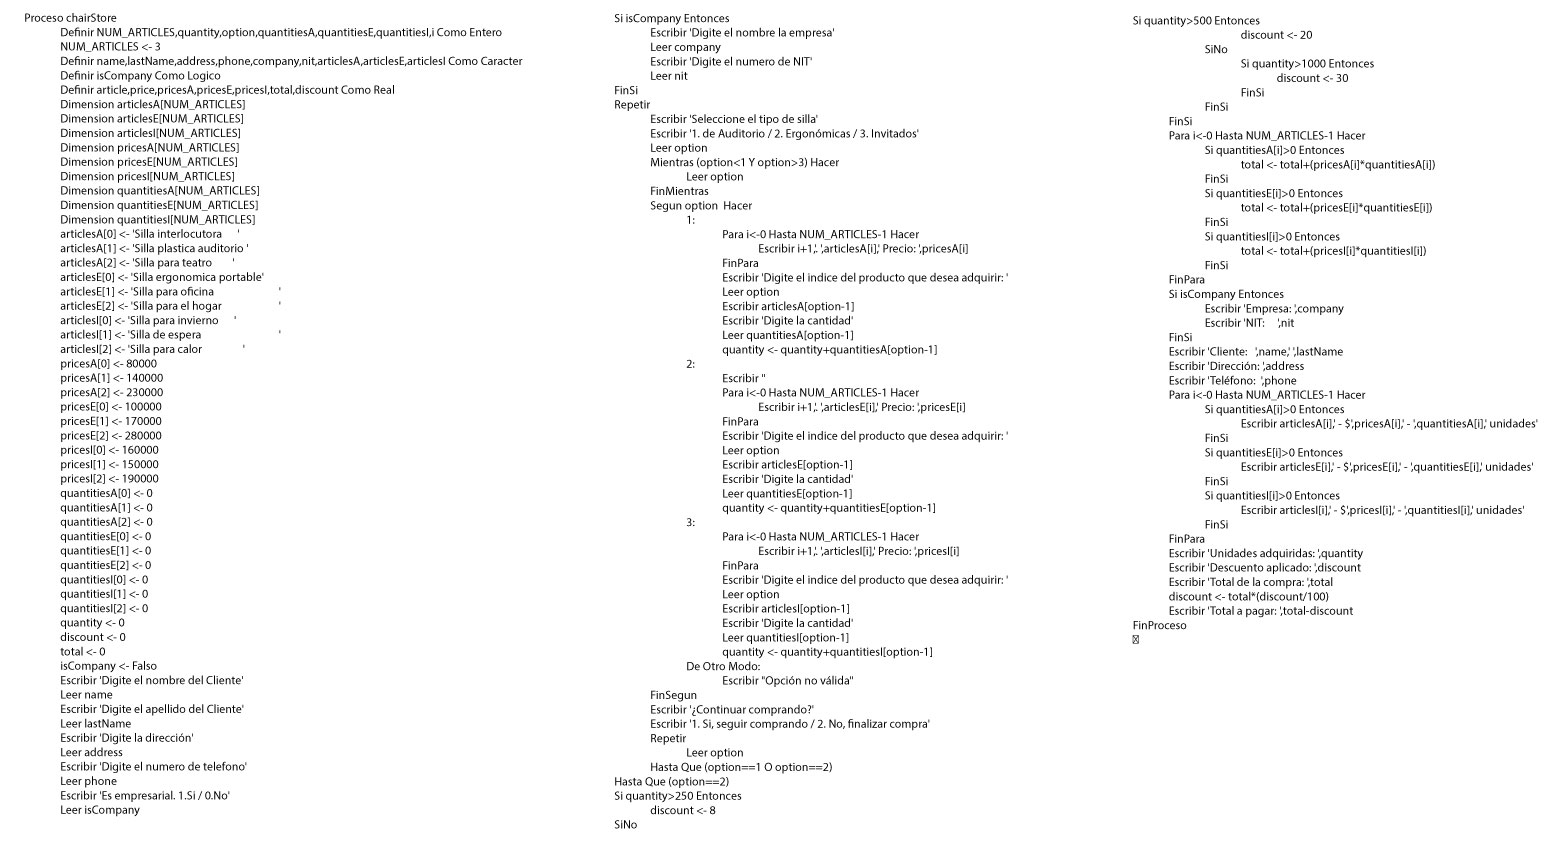 Proceso chairStore
Definir NUM_ARTICLES,quantity,option,quantitiesA,quantitiesE,quantitiesI,i Como Entero
NUM_ARTICLES <- 3
Definir name,lastName,address,phone,company,nit,articlesA,articlesE,articlesI Como Caracter
Definir isCompany Como Logico
Definir article,price,pricesA,pricesE,pricesI,total,discount Como Real
Dimension articlesA[NUM_ARTICLES]
Dimension articlesE[NUM_ARTICLES]
Dimension articlesI[NUM_ARTICLES]
Dimension pricesA[NUM_ARTICLES]
Dimension pricesE[NUM_ARTICLES]
Dimension pricesI[NUM_ARTICLES]
Dimension quantitiesA[NUM_ARTICLES]
Dimension quantitiesE[NUM_ARTICLES]
Dimension quantitiesI[NUM_ARTICLES]
articlesA[0] <- 'Silla interlocutora     '
articlesA[1] <- 'Silla plastica auditorio '
articlesA[2] <- 'Silla para teatro      '
articlesE[0] <- 'Silla ergonomica portable'
articlesE[1] <- 'Silla para oficina                    '
articlesE[2] <- 'Silla para el hogar                  '
articlesI[0] <- 'Silla para invierno     '
articlesI[1] <- 'Silla de espera                        '
articlesI[2] <- 'Silla para calor             '
pricesA[0] <- 80000
pricesA[1] <- 140000
pricesA[2] <- 230000
pricesE[0] <- 100000
pricesE[1] <- 170000
pricesE[2] <- 280000
pricesI[0] <- 160000
pricesI[1] <- 150000
pricesI[2] <- 190000
quantitiesA[0] <- 0
quantitiesA[1] <- 0
quantitiesA[2] <- 0
quantitiesE[0] <- 0
quantitiesE[1] <- 0
quantitiesE[2] <- 0
quantitiesI[0] <- 0
quantitiesI[1] <- 0
quantitiesI[2] <- 0
quantity <- 0
discount <- 0
total <- 0
isCompany <- Falso
Escribir 'Digite el nombre del Cliente'
Leer name
Escribir 'Digite el apellido del Cliente'
Leer lastName
Escribir 'Digite la dirección'
Leer address
Escribir 'Digite el numero de telefono'
Leer phone
Escribir 'Es empresarial. 1.Si / 0.No'
Leer isCompany
Si isCompany Entonces
Escribir 'Digite el nombre la empresa'
Leer company
Escribir 'Digite el numero de NIT'
Leer nit
FinSi
Repetir
Escribir 'Seleccione el tipo de silla'
Escribir '1. de Auditorio / 2. Ergonómicas / 3. Invitados'
Leer option
Mientras (option<1 Y option>3) Hacer
Leer option
FinMientras
Segun option  Hacer
1:
Para i<-0 Hasta NUM_ARTICLES-1 Hacer
Escribir i+1,'. ',articlesA[i],' Precio: ',pricesA[i]
FinPara
Escribir 'Digite el indice del producto que desea adquirir: '
Leer option
Escribir articlesA[option-1]
Escribir 'Digite la cantidad'
Leer quantitiesA[option-1]
quantity <- quantity+quantitiesA[option-1]
2:
Escribir ''
Para i<-0 Hasta NUM_ARTICLES-1 Hacer
Escribir i+1,'. ',articlesE[i],' Precio: ',pricesE[i]
FinPara
Escribir 'Digite el indice del producto que desea adquirir: '
Leer option
Escribir articlesE[option-1]
Escribir 'Digite la cantidad'
Leer quantitiesE[option-1]
quantity <- quantity+quantitiesE[option-1]
3:
Para i<-0 Hasta NUM_ARTICLES-1 Hacer
Escribir i+1,'. ',articlesI[i],' Precio: ',pricesI[i]
FinPara
Escribir 'Digite el indice del producto que desea adquirir: '
Leer option
Escribir articlesI[option-1]
Escribir 'Digite la cantidad'
Leer quantitiesI[option-1]
quantity <- quantity+quantitiesI[option-1]
De Otro Modo:
Escribir "Opción no válida"
FinSegun
Escribir '¿Continuar comprando?'
Escribir '1. Si, seguir comprando / 2. No, finalizar compra'
Repetir
Leer option
Hasta Que (option==1 O option==2)
Hasta Que (option==2)
Si quantity>250 Entonces
discount <- 8
SiNo
Si quantity>500 Entonces
discount <- 20
SiNo
Si quantity>1000 Entonces
discount <- 30
FinSi
FinSi
FinSi
Para i<-0 Hasta NUM_ARTICLES-1 Hacer
Si quantitiesA[i]>0 Entonces
total <- total+(pricesA[i]*quantitiesA[i])
FinSi
Si quantitiesE[i]>0 Entonces
total <- total+(pricesE[i]*quantitiesE[i])
FinSi
Si quantitiesI[i]>0 Entonces
total <- total+(pricesI[i]*quantitiesI[i])
FinSi
FinPara
Si isCompany Entonces
Escribir 'Empresa: ',company
Escribir 'NIT:    ',nit
FinSi
Escribir 'Cliente:  ',name,' ',lastName
Escribir 'Dirección: ',address
Escribir 'Teléfono:  ',phone
Para i<-0 Hasta NUM_ARTICLES-1 Hacer
Si quantitiesA[i]>0 Entonces
Escribir articlesA[i],' - $',pricesA[i],' - ',quantitiesA[i],' unidades'
FinSi
Si quantitiesE[i]>0 Entonces
Escribir articlesE[i],' - $',pricesE[i],' - ',quantitiesE[i],' unidades'
FinSi
Si quantitiesI[i]>0 Entonces
Escribir articlesI[i],' - $',pricesI[i],' - ',quantitiesI[i],' unidades'
FinSi
FinPara
Escribir 'Unidades adquiridas: ',quantity
Escribir 'Descuento aplicado: ',discount
Escribir 'Total de la compra: ',total
discount <- total*(discount/100)
Escribir 'Total a pagar: ',total-discount
FinProceso